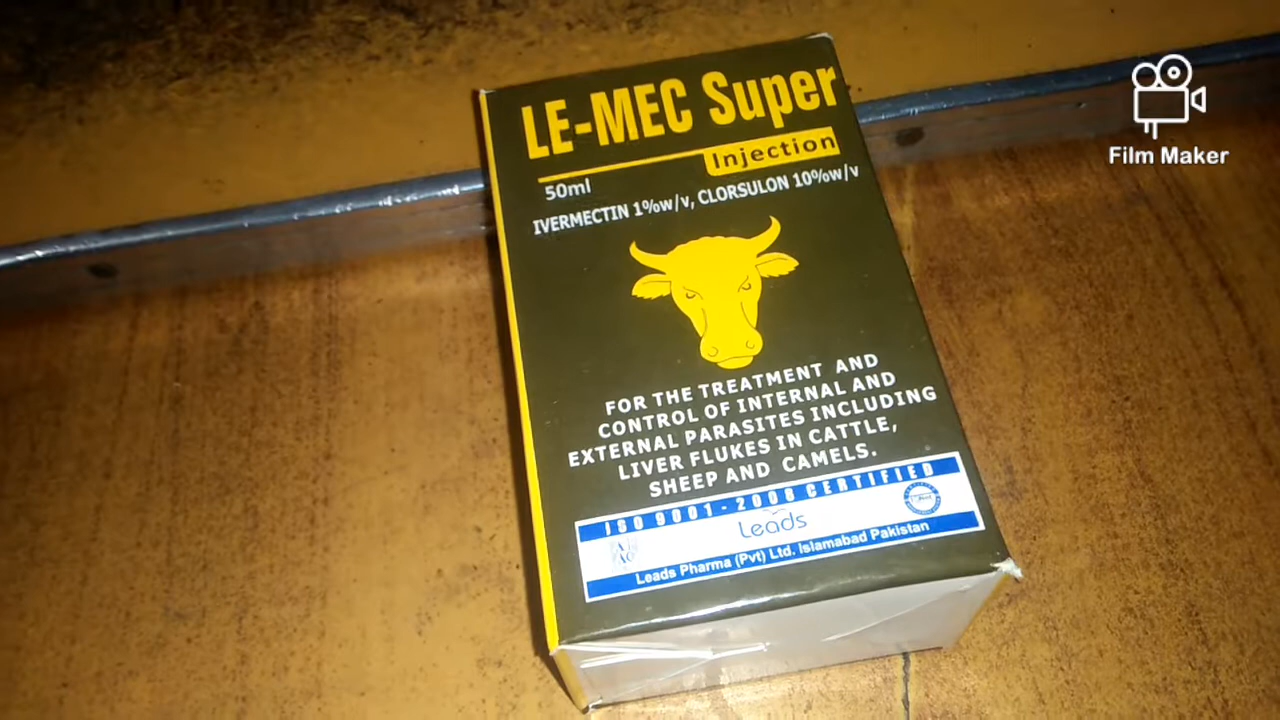 LE-MEC Super
Injection
50ml
IVERMECTIN 1%w/v, CLORSULON 10%w/v
FOR THE TREATMENT AND
CONTROL OF INTERNAL AND
EXTERNAL PARASITES INCLUDING
LIVER FLUKES IN CATTLE,
SHEEP AND CAMELS.
ISO 9001-2008 CERTIFIED
Leads
Leads Pharma (Pvt) Ltd. Islamabad Pakistan
Film Maker